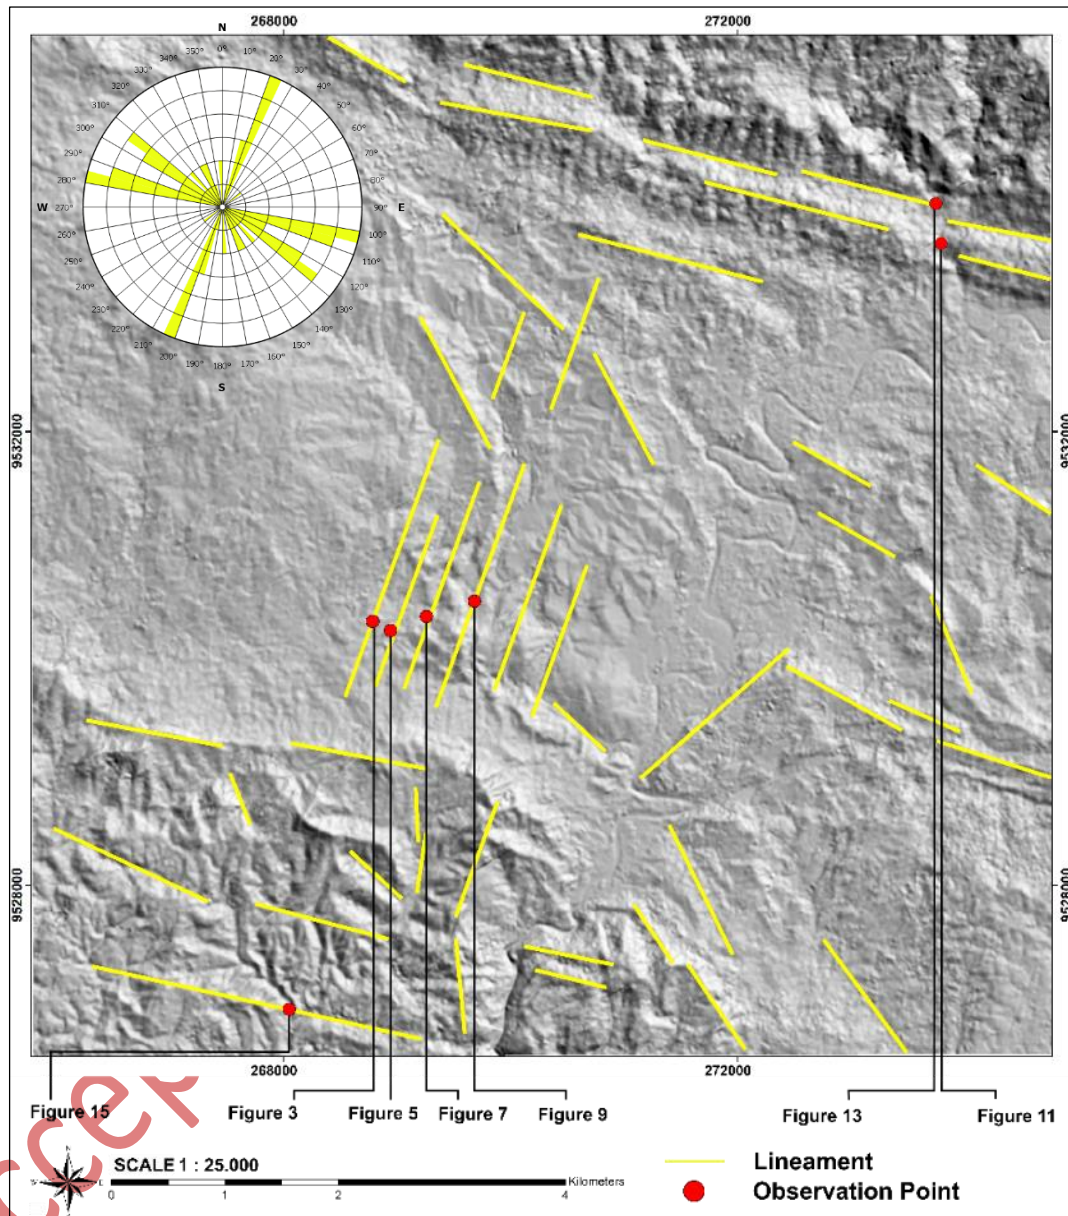 268000 272000
N
0°
350° 10°
340° 20°
330° 30°
320° 40°
310° 50°
300° 60°
290° 70°
280° 80°
W 270° 90° E
260° 100°
250° 110°
240° 120°
230° 130°
220° 140°
210° 150°
200° 160°
190° 180° 170°
S
9532000 9532000
9528000 9528000
268000 272000
Figure 15 Figure 3 Figure 5 Figure 7 Figure 9 Figure 13 Figure 11
N
W E
S
SCALE 1 : 25.000
Kilometers
0 1 2 4
Lineament
Observation Point